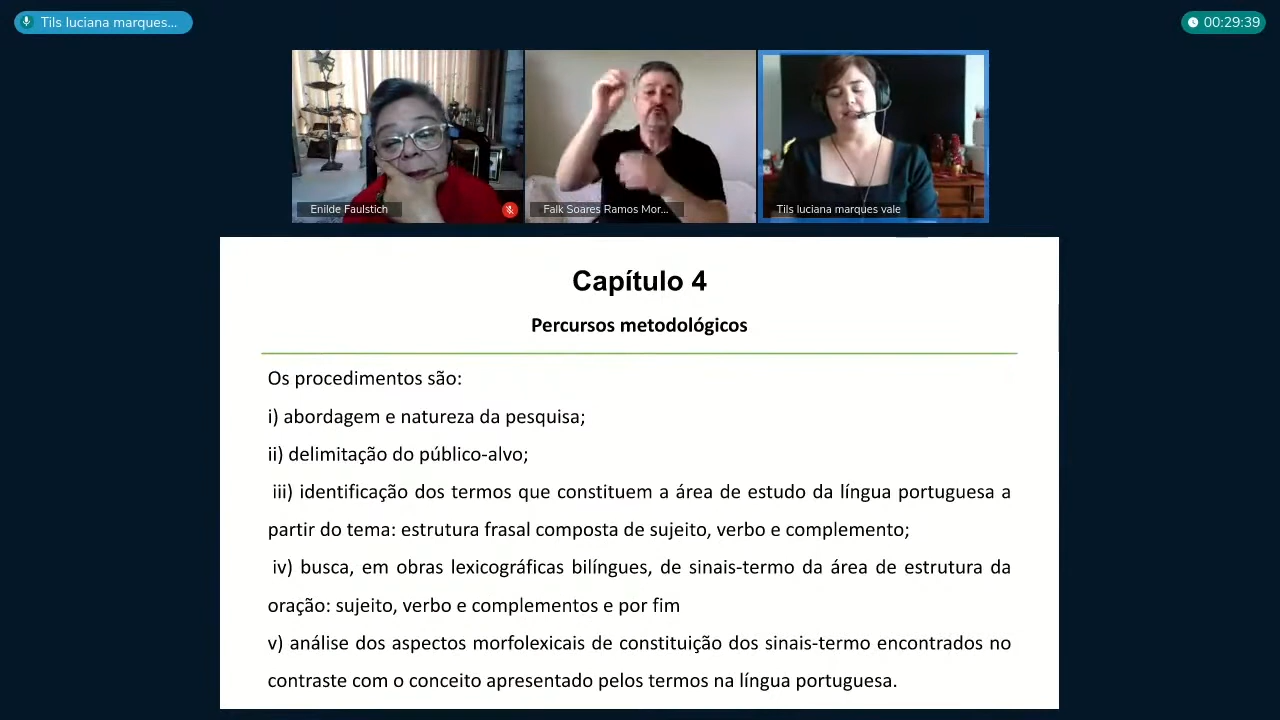 Tils luciana marques...
00:29:39
Enilde Faulstich
Falk Soares Ramos Mor...
Tils luciana marques vale
Capítulo 4
Percursos metodológicos
Os procedimentos são:
i) abordagem e natureza da pesquisa;
ii) delimitação do público-alvo;
iii) identificação dos termos que constituem a área de estudo da língua portuguesa a
partir do tema: estrutura frasal composta de sujeito, verbo e complemento;
iv) busca, em obras lexicográficas bilíngues, de sinais-termo da área de estrutura da
oração: sujeito, verbo e complementos e por fim
v) análise dos aspectos morfolexicais de constituição dos sinais-termo encontrados no
contraste com o conceito apresentado pelos termos na língua portuguesa.